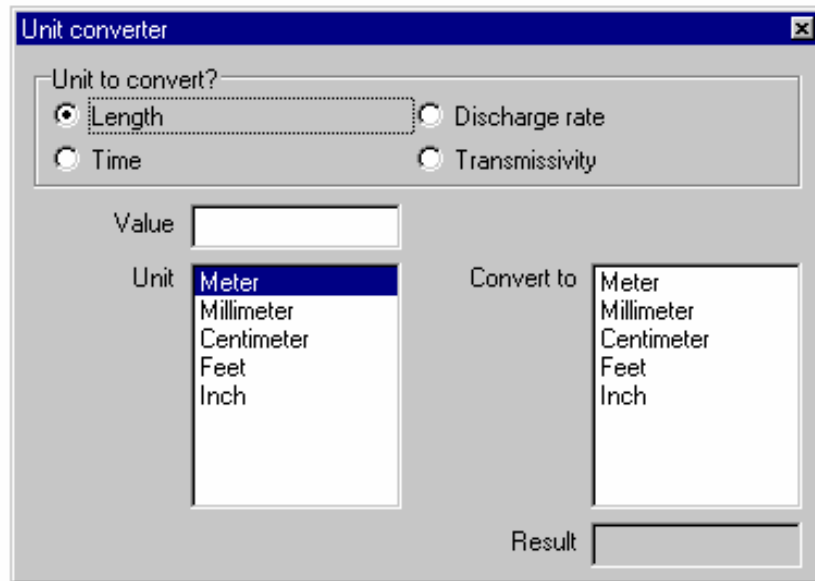 Unit converter
Unit to convert?
Length Discharge rate
Time Transmissivity
Value
Unit Convert to
Meter Meter
Millimeter Millimeter
Centimeter Centimeter
Feet Feet
Inch Inch
Result